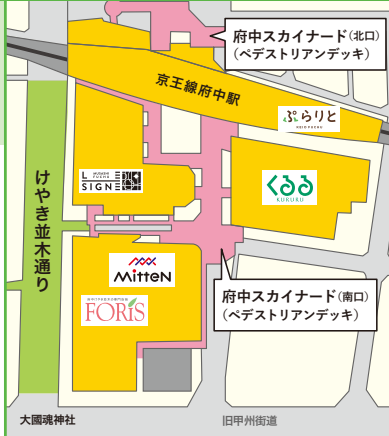 府中スカイナード(北口)
(ペデストリアンデッキ)
京王線府中駅
ぷらりと
KEIO FUCHU
けやき並木通り
MUSASHI
FUCHU
LE
SIGNE
くるる
KURURU
MitteN
FORIS
府中スカイナード(南口)
(ペデストリアンデッキ)
大國魂神社
旧甲州街道